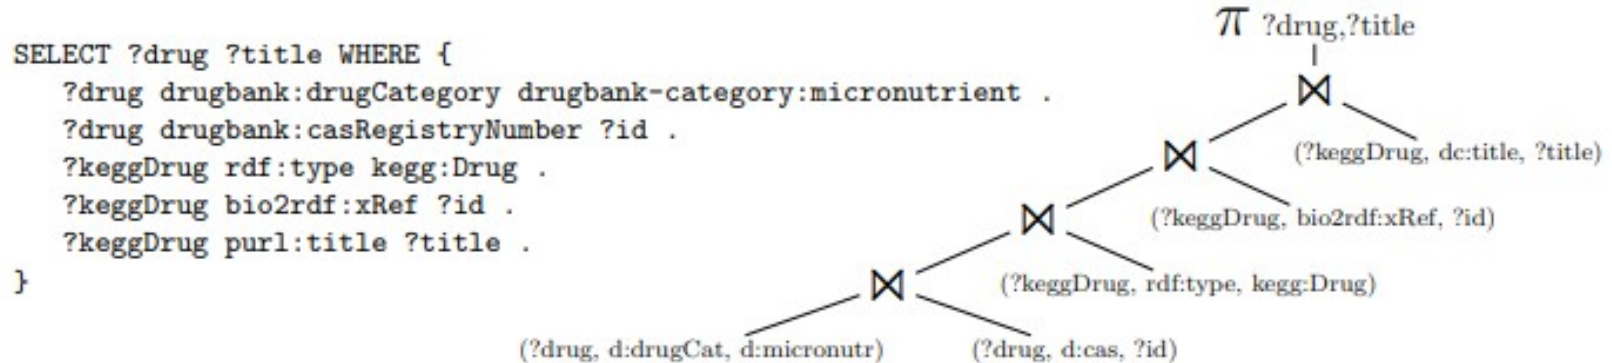 SELECT ?drug ?title WHERE {
?drug drugbank:drugCategory drugbank-category:micronutrient .
?drug drugbank:casRegistryNumber ?id .
?keggDrug rdf:type kegg:Drug .
?keggDrug bio2rdf:xRef ?id .
?keggDrug purl:title ?title .
}
π ?drug,?title
⋈
(?keggDrug, dc:title, ?title)
⋈
(?keggDrug, bio2rdf:xRef, ?id)
⋈
(?keggDrug, rdf:type, kegg:Drug)
⋈
(?drug, d:drugCat, d:micronutr) (?drug, d:cas, ?id)